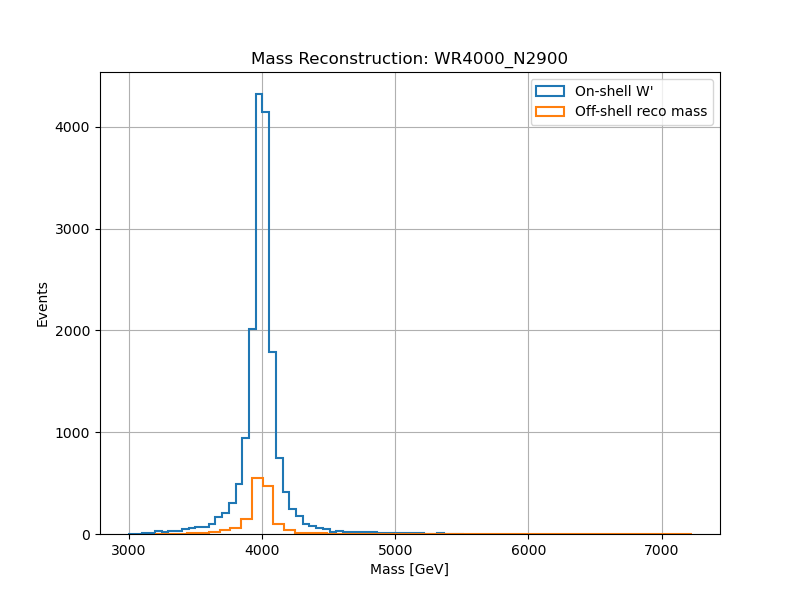 Mass Reconstruction: WR4000_N2900
On-shell W'
Off-shell reco mass
4000
3000
2000
1000
0
Events
3000
4000
5000
6000
7000
Mass [GeV]